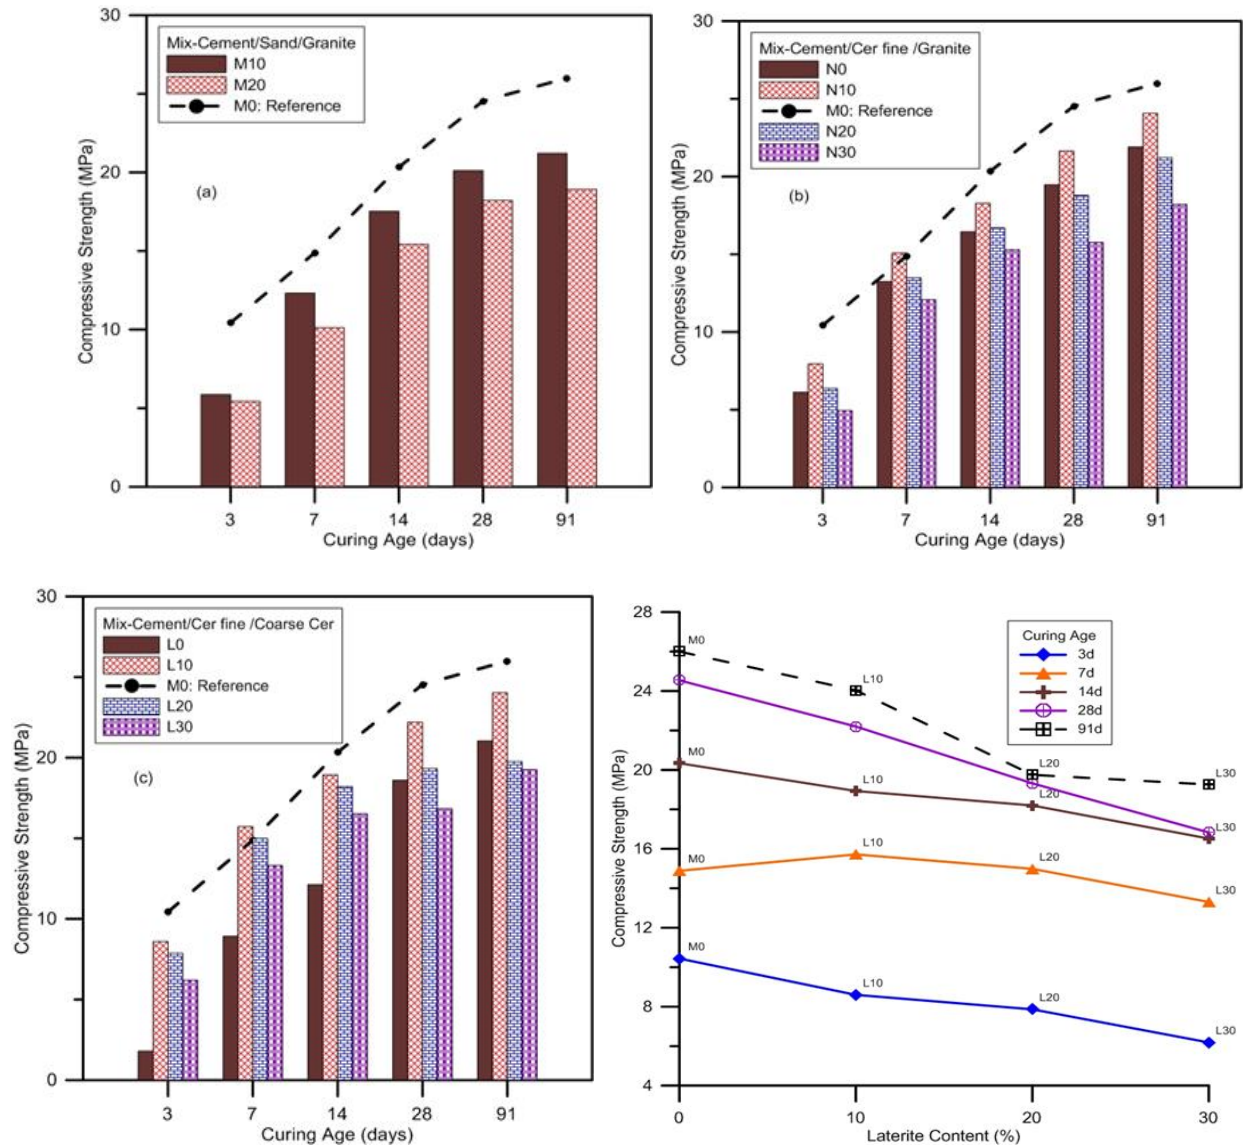 30
20
10
0
Compressive Strength (MPa)
Mix-Cement/Sand/Granite
M10
M20
M0: Reference
(a)
3 7 14 28 91
Curing Age (days)
30
20
10
0
Compressive Strength (MPa)
Mix-Cement/Cer fine /Granite
N0
N10
M0: Reference
N20
N30
(b)
3 7 14 28 91
Curing Age (days)
30
20
10
0
Compressive Strength (MPa)
Mix-Cement/Cer fine /Coarse Cer
L0
L10
M0: Reference
L20
L30
(c)
3 7 14 28 91
Curing Age (days)
28
24
20
16
12
8
4
Compressive Strength (MPa)
Curing Age
3d
7d
14d
28d
91d
M0 L10 L20 L30
M0 L10 L20 L30
M0 L10 L20 L30
M0 L10 L20 L30
0 10 20 30
Laterite Content (%)